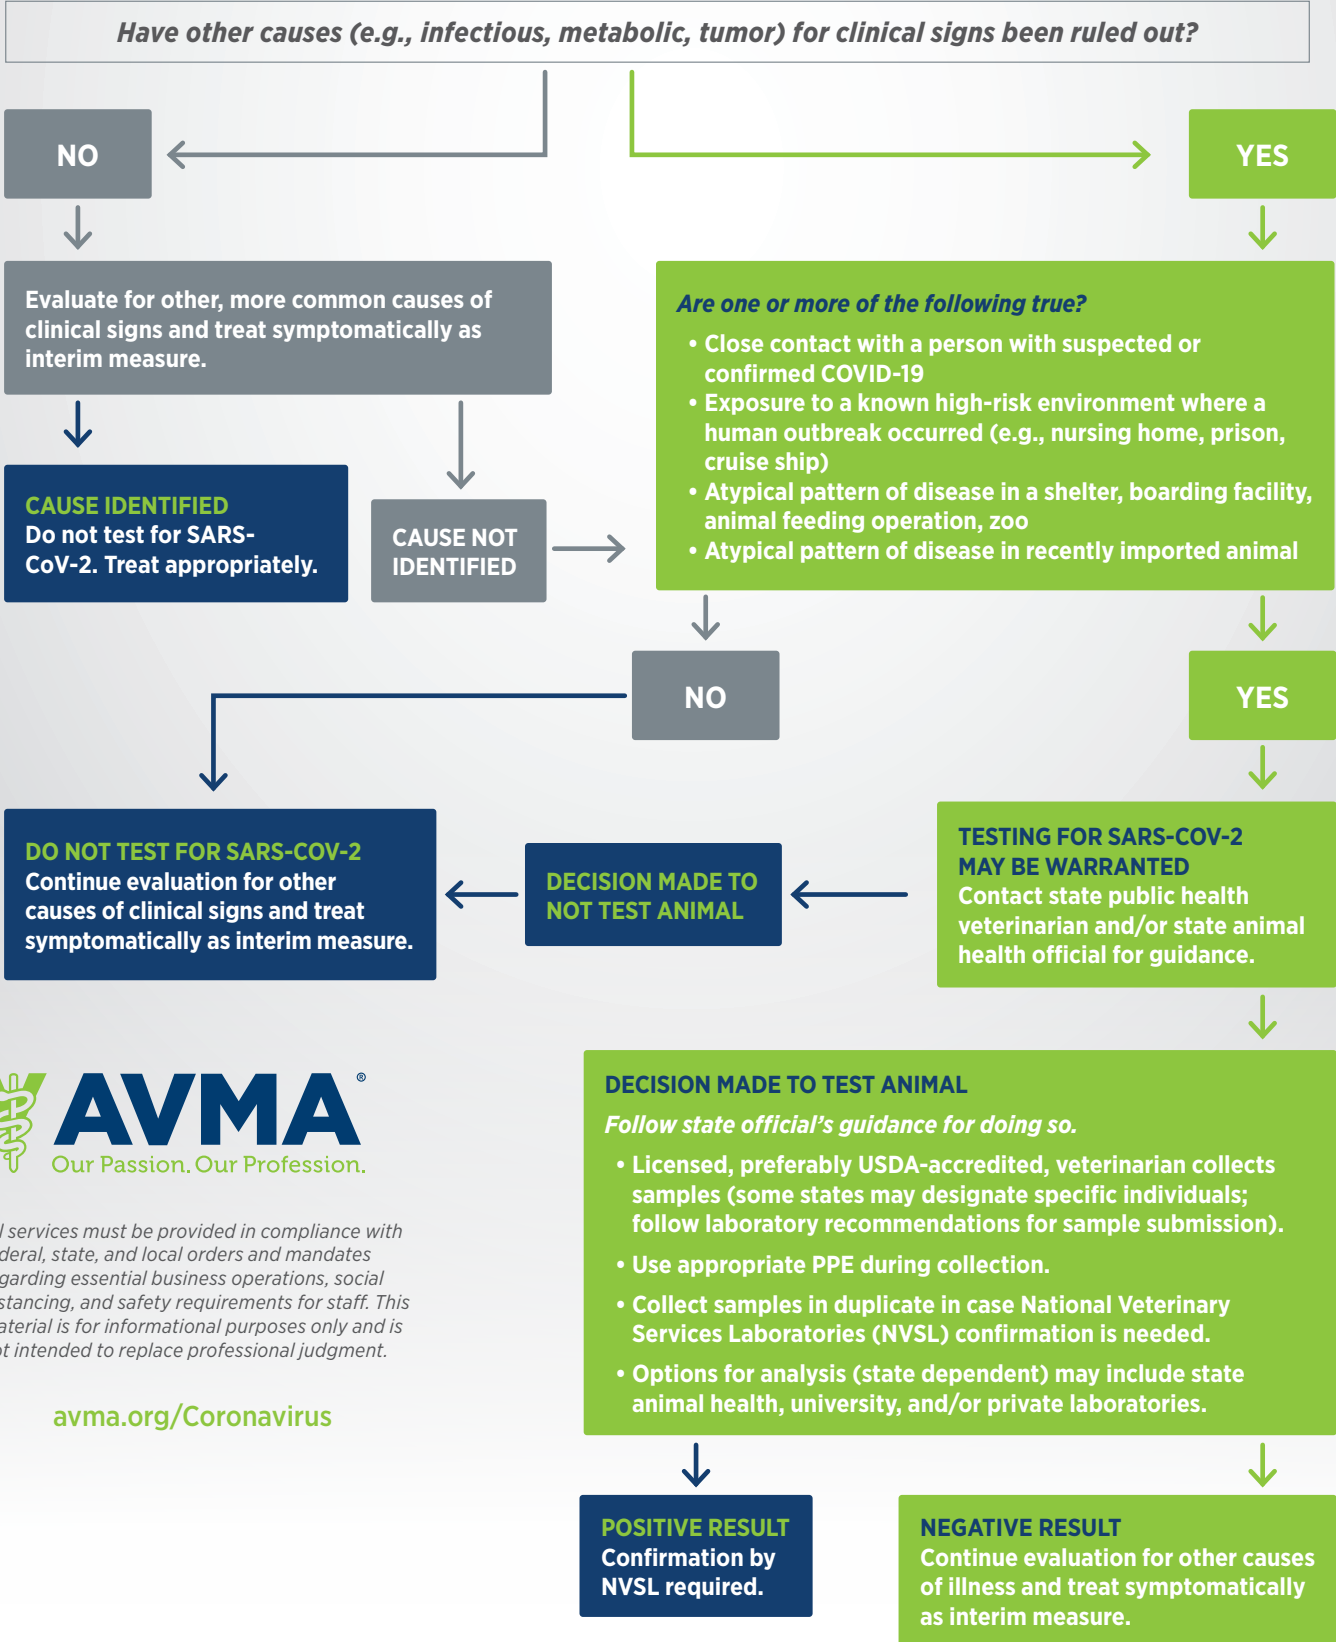 Have other causes (e.g., infectious, metabolic, tumor) for clinical signs been ruled out?
NO
YES
Evaluate for other, more common causes of
clinical signs and treat symptomatically as
interim measure.
Are one or more of the following true?
• Close contact with a person with suspected or
confirmed COVID-19
• Exposure to a known high-risk environment where a
human outbreak occurred (e.g., nursing home, prison,
cruise ship)
• Atypical pattern of disease in a shelter, boarding facility,
animal feeding operation, zoo
• Atypical pattern of disease in recently imported animal
CAUSE IDENTIFIED
Do not test for SARS-
CoV-2. Treat appropriately.
CAUSE NOT
IDENTIFIED
NO
YES
DO NOT TEST FOR SARS-COV-2
Continue evaluation for other
causes of clinical signs and treat
symptomatically as interim measure.
DECISION MADE TO
NOT TEST ANIMAL
TESTING FOR SARS-COV-2
MAY BE WARRANTED
Contact state public health
veterinarian and/or state animal
health official for guidance.
DECISION MADE TO TEST ANIMAL
Follow state official's guidance for doing so.
• Licensed, preferably USDA-accredited, veterinarian collects
samples (some states may designate specific individuals;
follow laboratory recommendations for sample submission).
• Use appropriate PPE during collection.
• Collect samples in duplicate in case National Veterinary
Services Laboratories (NVSL) confirmation is needed.
• Options for analysis (state dependent) may include state
animal health, university, and/or private laboratories.
AVMA®
Our Passion. Our Profession.
services must be provided in compliance with
state, and local orders and mandates
essential business operations, social
and safety requirements for staff. This
is for informational purposes only and is
intended to replace professional judgment.
avma.org/Coronavirus
POSITIVE RESULT
Confirmation by
NVSL required.
NEGATIVE RESULT
Continue evaluation for other causes
of illness and treat symptomatically
as interim measure.